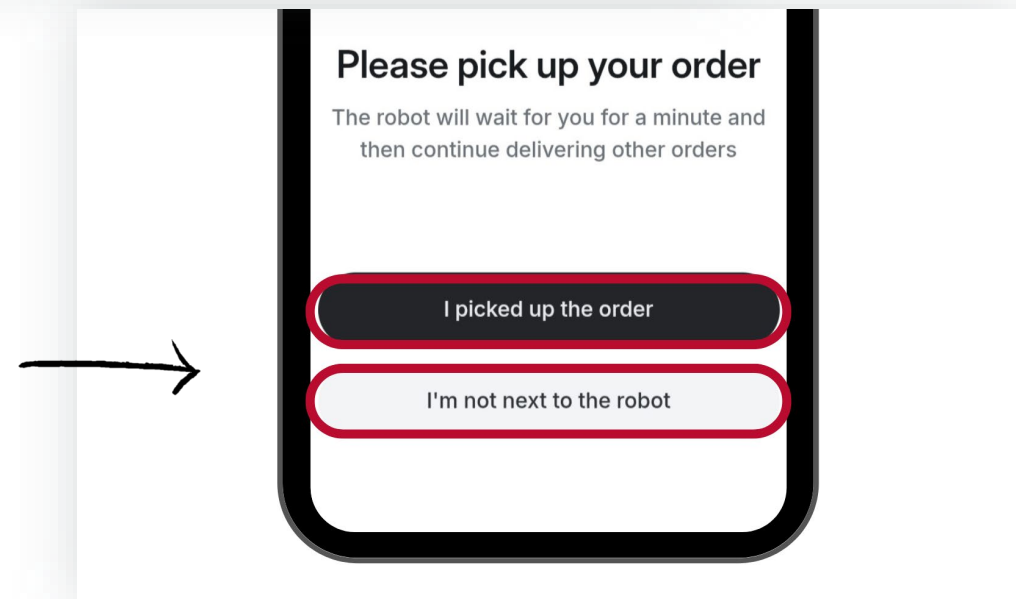 Please pick up your order
The robot will wait for you for a minute and
then continue delivering other orders
I picked up the order
I'm not next to the robot